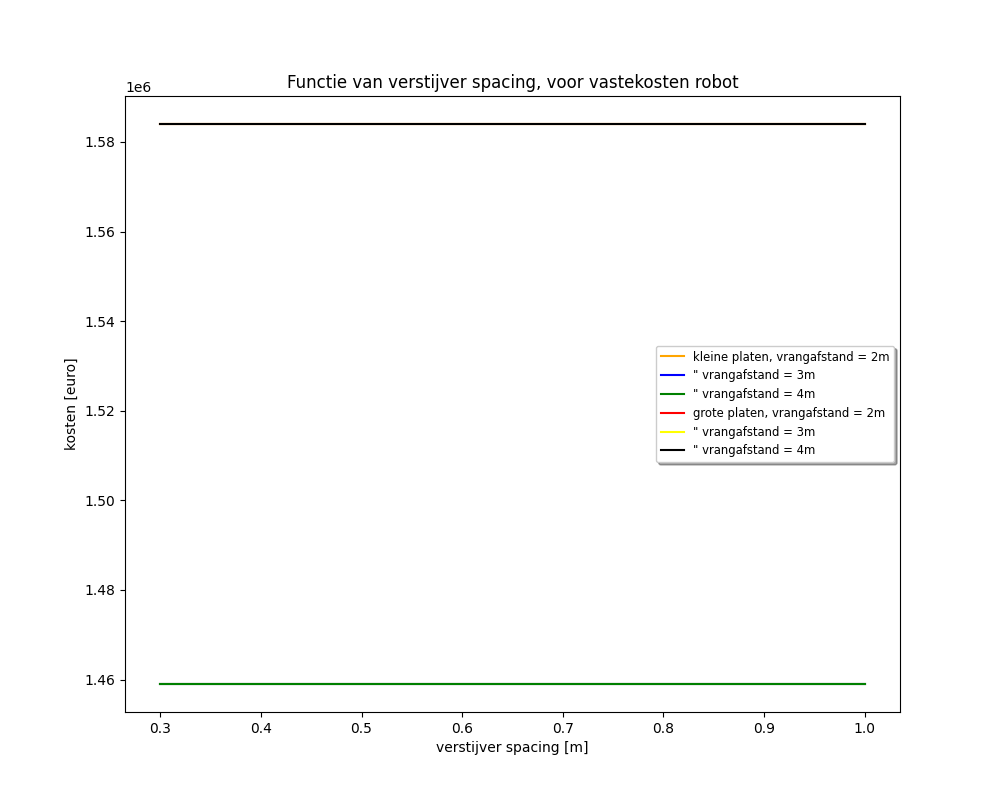 Functie van verstijver spacing, voor vastekosten robot
1e6
1.58
1.56
1.54
1.52
1.50
1.48
1.46
kosten [euro]
kleine platen, vrangafstand = 2m
" vrangafstand = 3m
" vrangafstand = 4m
grote platen, vrangafstand = 2m
" vrangafstand = 3m
" vrangafstand = 4m
0.3 0.4 0.5 0.6 0.7 0.8 0.9 1.0
verstijver spacing [m]